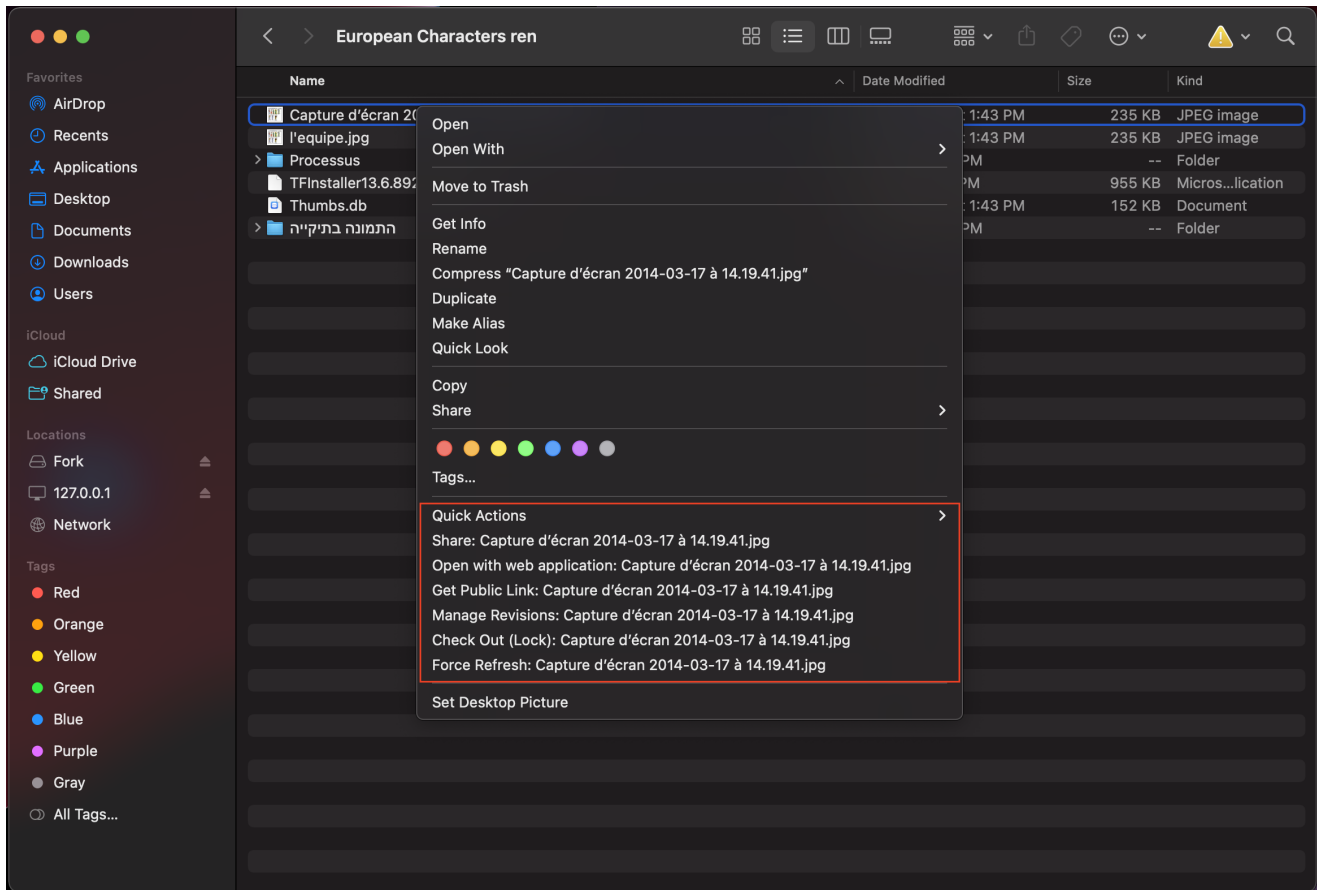 European Characters ren
Favorites
AirDrop
Recents
Applications
Desktop
Documents
Downloads
Users
iCloud
iCloud Drive
Shared
Locations
Fork
127.0.0.1
Network
Tags
Red
Orange
Yellow
Green
Blue
Purple
Gray
All Tags...
Name Date Modified Size Kind
Capture d’écran 1:43 PM 235 KB JPEG image
l'equipe.jpg 1:43 PM 235 KB JPEG image
Processus PM -- Folder
TFInstaller13.6.892 PM 955 KB Micros...lication
Thumbs.db 1:43 PM 152 KB Document
התמונה בתיקייה PM -- Folder
Open
Open With
Move to Trash
Get Info
Rename
Compress “Capture d’écran 2014-03-17 à 14.19.41.jpg”
Duplicate
Make Alias
Quick Look
Copy
Share
Tags...
Quick Actions
Share: Capture d’écran 2014-03-17 à 14.19.41.jpg
Open with web application: Capture d’écran 2014-03-17 à 14.19.41.jpg
Get Public Link: Capture d’écran 2014-03-17 à 14.19.41.jpg
Manage Revisions: Capture d’écran 2014-03-17 à 14.19.41.jpg
Check Out (Lock): Capture d’écran 2014-03-17 à 14.19.41.jpg
Force Refresh: Capture d’écran 2014-03-17 à 14.19.41.jpg
Set Desktop Picture